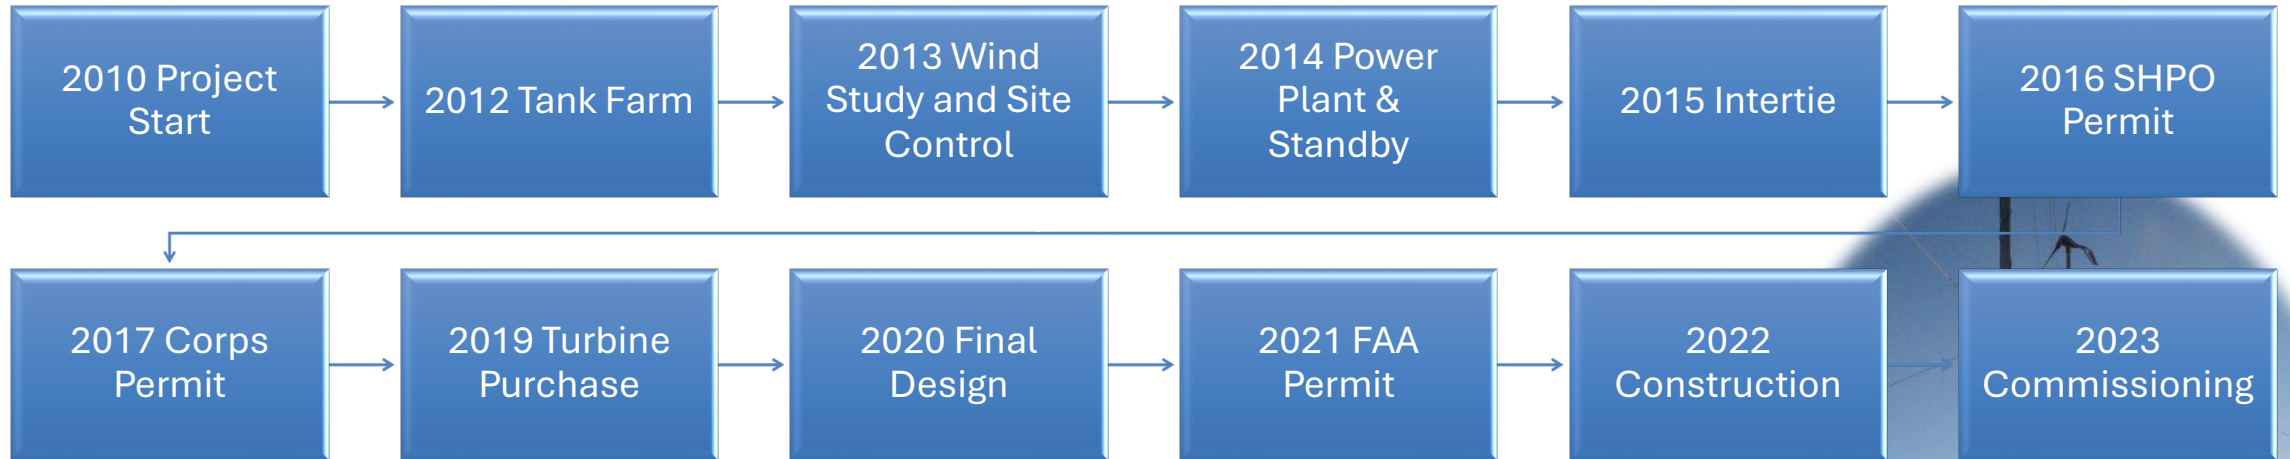 2010 Project
Start
2012 Tank Farm
2013 Wind
Study and Site
Control
2014 Power
Plant &
Standby
2015 Intertie
2016 SHPO
Permit
2017 Corps
Permit
2019 Turbine
Purchase
2020 Final
Design
2021 FAA
Permit
2022
Construction
2023
Commissioning